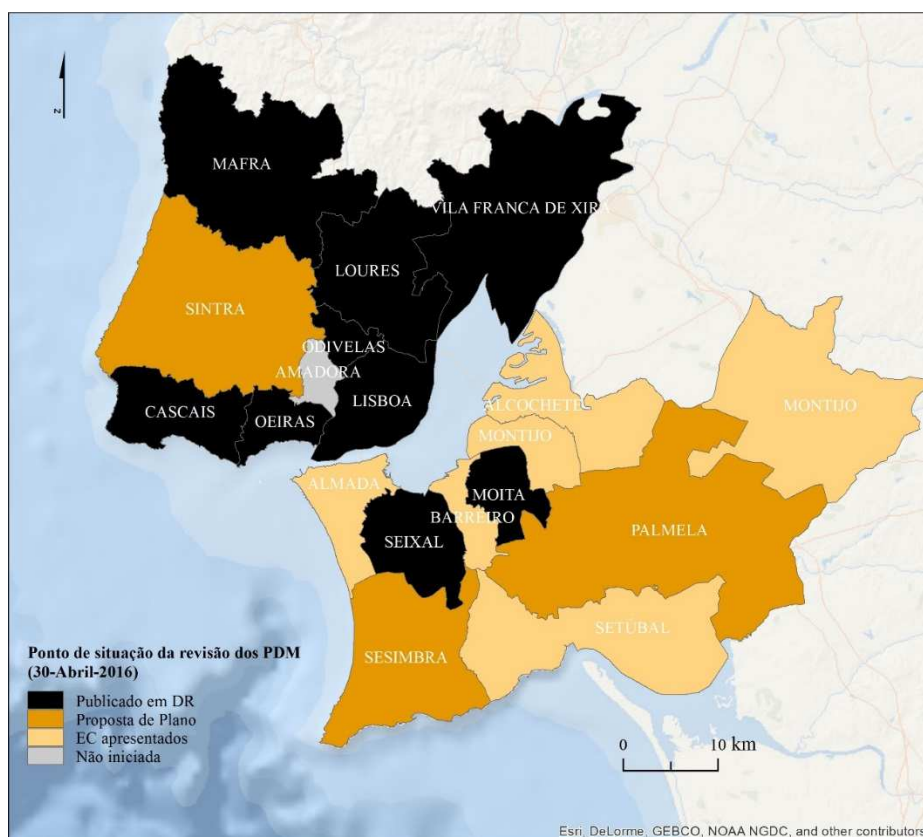 z
MAFRA
VILA FRANCA DE XIRA
LOURES
SINTRA
ODIVELAS
AMADORA
LISBOA
CASCAIS
OEIRAS
ALCOCHETE
MONTIJO
MONTIJO
ALMADA
MOITA
BARREIRO
SEIXAL
PALMELA
SETÚBAL
SESIMBRA
Ponto de situação da revisão dos PDM
(30-Abril-2016)
Publicado em DR
Proposta de Plano
EC apresentados
Não iniciada
0 10 km
Esri, DeLorme, GEBCO, NOAA NGDC, and other contributors